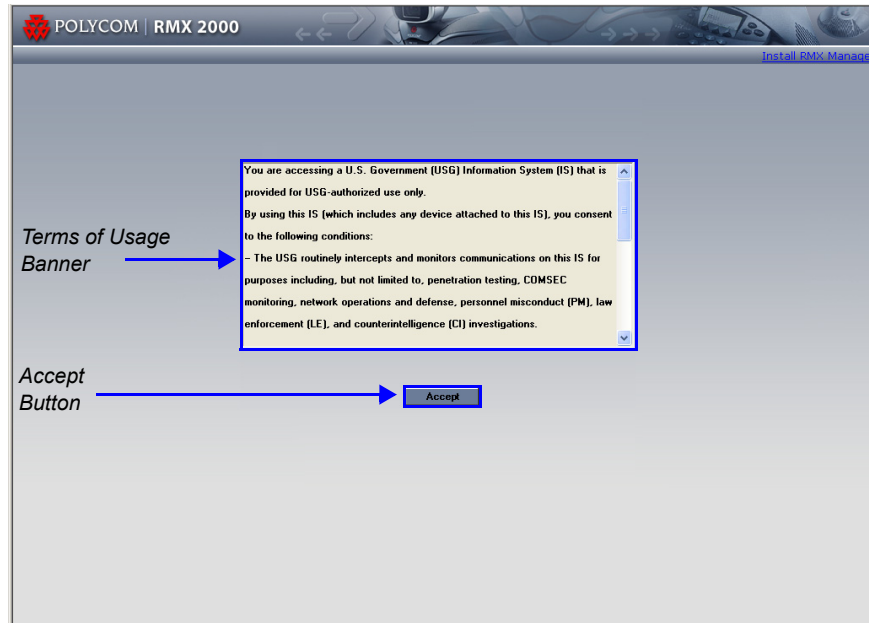 POLYCOM | RMX 2000
Install RMX Manage
You are accessing a U.S. Government (USG) Information System (IS) that is
provided for USG-authorized use only.
By using this IS (which includes any device attached to this IS), you consent
to the following conditions:
– The USG routinely intercepts and monitors communications on this IS for
purposes including, but not limited to, penetration testing, COMSEC
monitoring, network operations and defense, personnel misconduct (PM), law
enforcement (LE), and counterintelligence (CI) investigations.
Terms of Usage
Banner
Accept
Button
Accept